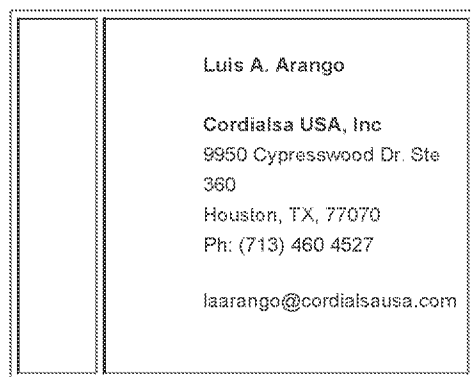 Luis A. Arango
Cordialsa USA, Inc
9950 Cypresswood Dr. Ste
360
Houston, TX, 77070
Ph: (713) 460 4527
laarango@cordialsausa.com